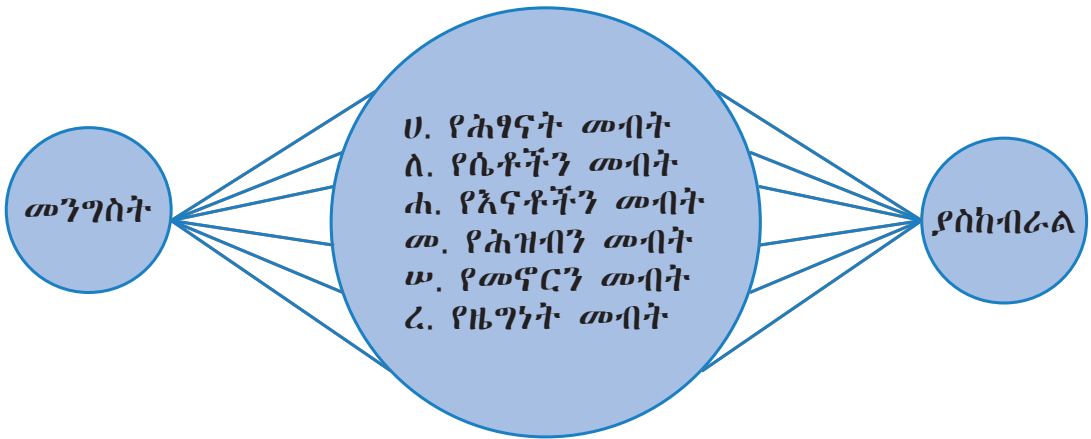 መንግስት
ሀ. የሕፃናት መብት
ለ. የሴቶችን መብት
ሐ. የእናቶችን መብት
መ. የሕዝብን መብት
ሠ. የመኖርን መብት
ረ. የዜግነት መብት
ያስከብራል